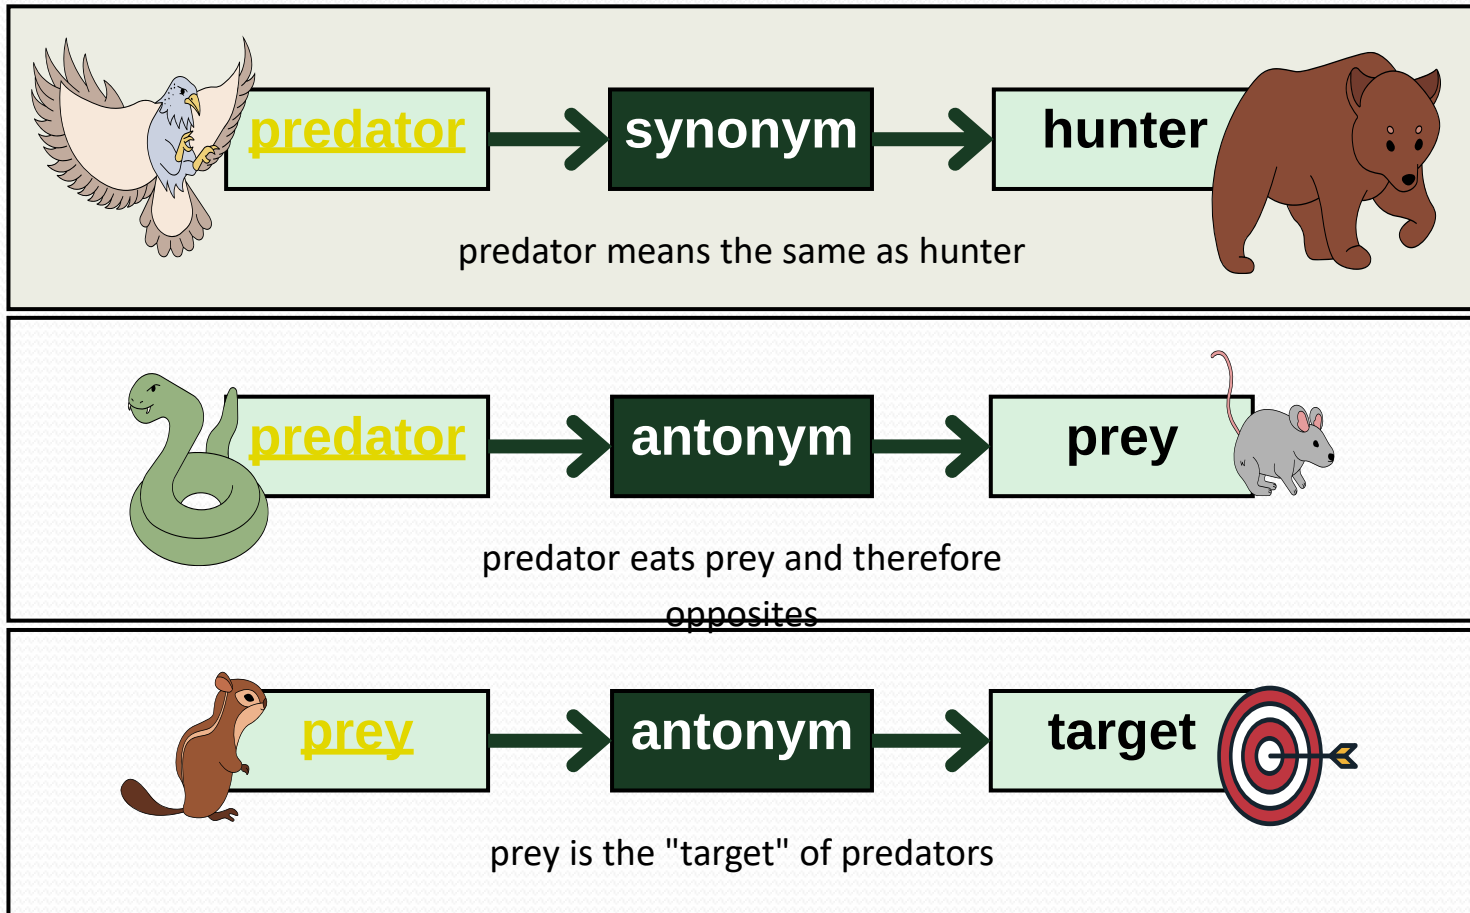 predator synonym hunter
predator means the same as hunter
predator antonym prey
predator eats prey and therefore
opposites
prey antonym target
prey is the "target" of predators